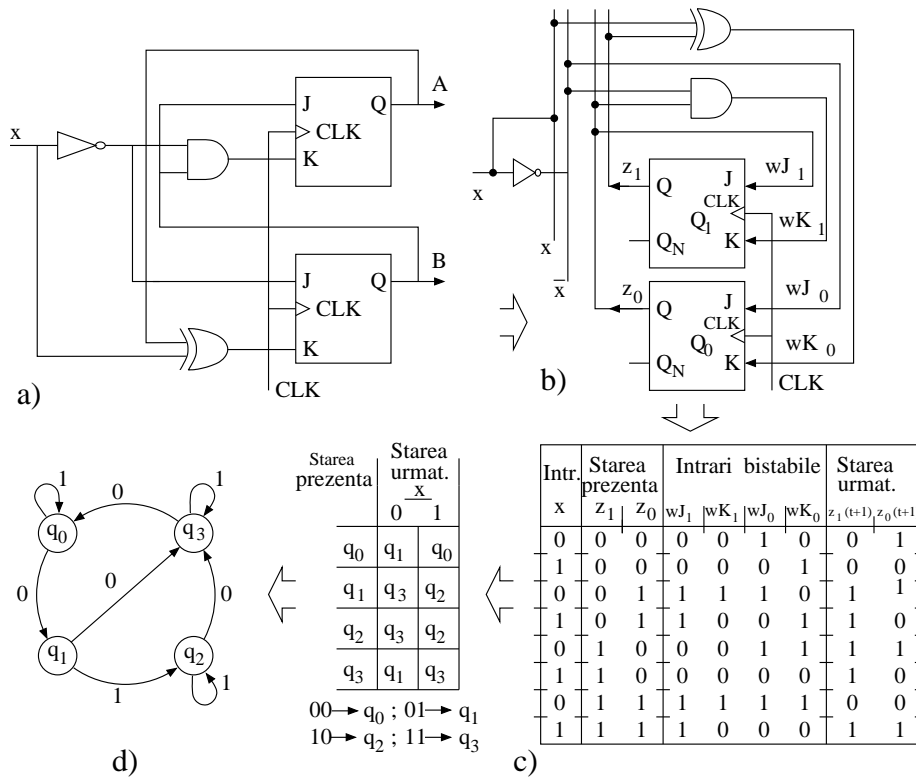 A
J
Q
x
CLK
K
B
J
Q
CLK
K
CLK
a)
x
x
x̄
z1
Q
J
wJ1
CLK
Q1
wK1
QN
K
z0
Q
J
wJ0
CLK
Q0
wK0
QN
K
CLK
b)
1
0
1
q0
q3
0
0
0
q1
q2
1
1
d)
Starea prezenta
Starea urmat.
x
0 1
q0 q1 q0
q1 q3 q2
q2 q3 q2
q3 q1 q3
00→q0 ; 01→q1
10→q2 ; 11→q3
Intr. Starea prezenta Intrari bistabile Starea urmat.
x z1 z0 wJ1 wK1 wJ0 wK0 z1(t+1) z0(t+1
0 0 0 0 0 1 0 0 1
1 0 0 0 0 0 1 0 0
0 0 1 1 1 1 0 1 1
1 0 1 1 0 0 1 1 0
0 1 0 0 0 1 1 1 1
1 1 0 0 0 0 0 1 0
0 1 1 1 1 1 1 0 0
1 1 1 1 0 0 0 1 1
c)